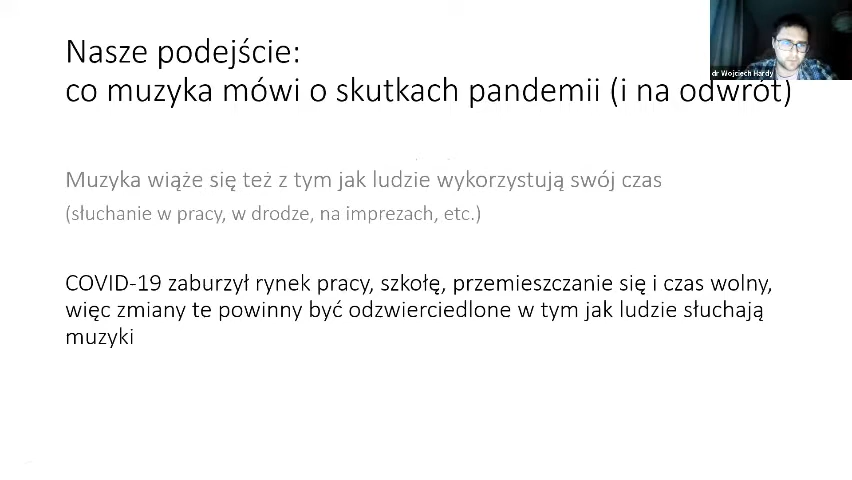 Nasze podejście:
co muzyka mówi o skutkach pandemii (i na odwrót)
dr Wojciech Hardy
Muzyka wiąże się też z tym jak ludzie wykorzystują swój czas
(słuchanie w pracy, w drodze, na imprezach, etc.)
COVID-19 zaburzył rynek pracy, szkołę, przemieszczanie się i czas wolny,
więc zmiany te powinny być odzwierciedlone w tym jak ludzie słuchają
muzyki